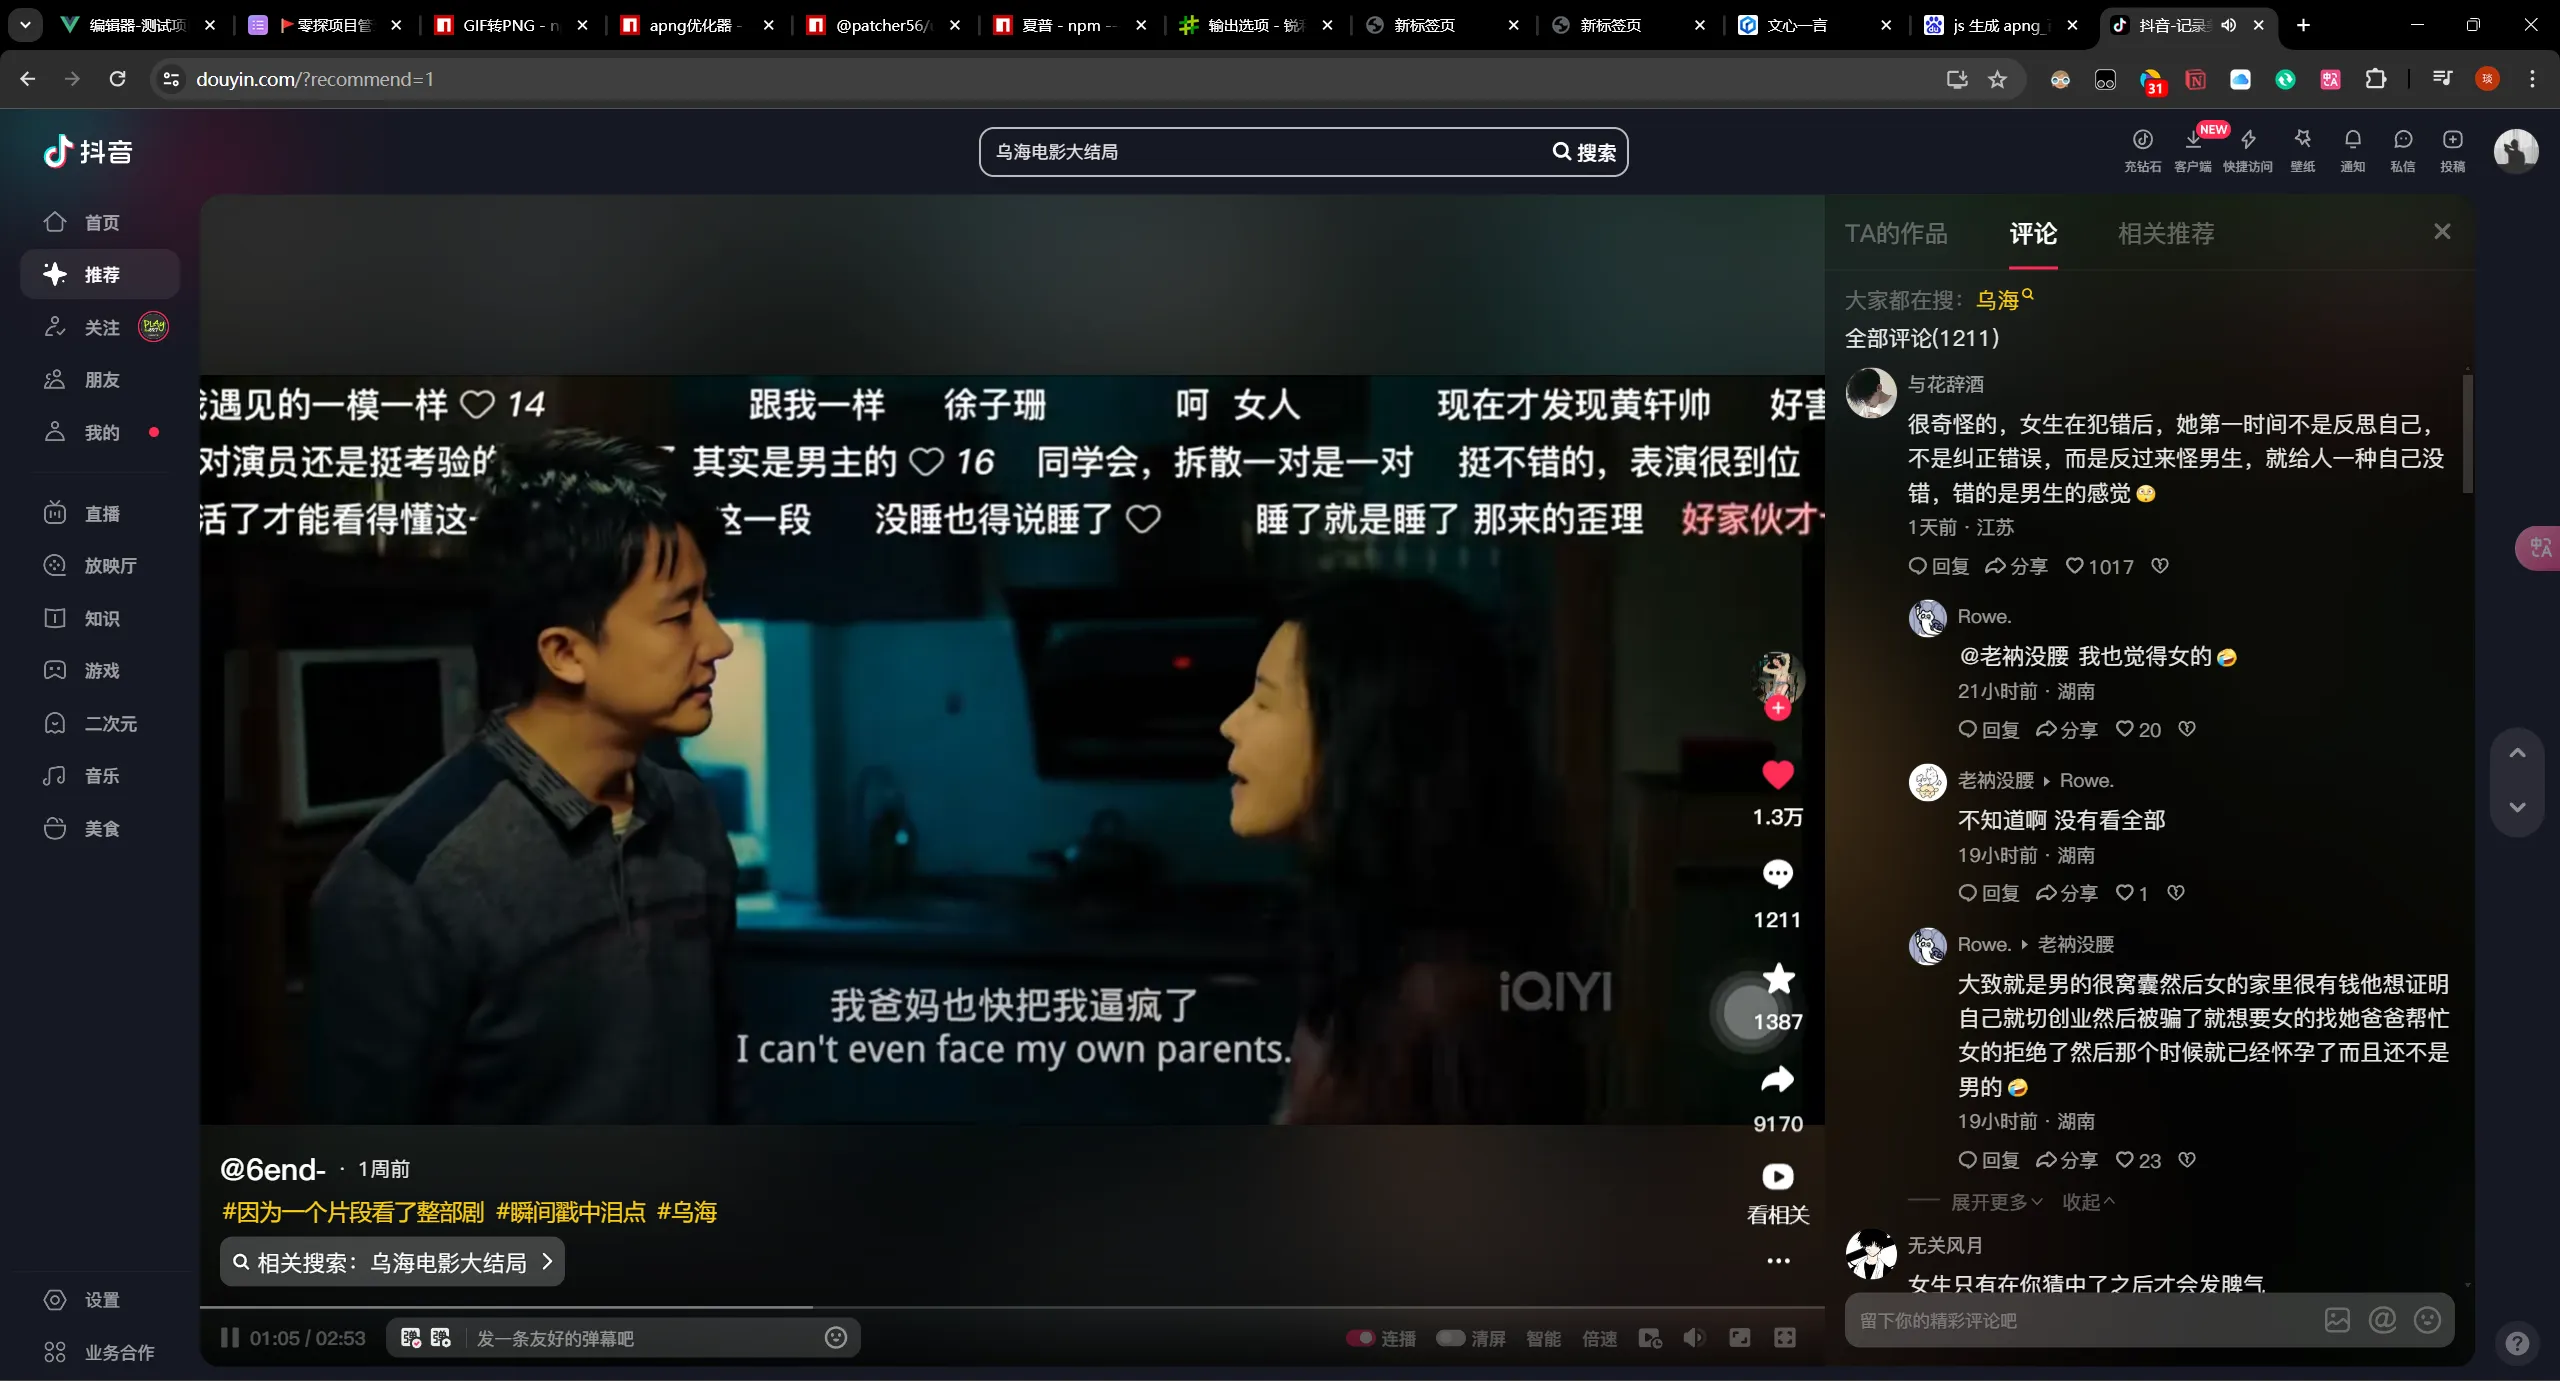 编辑器-测试项
零探项目管
GIF转PNG - n
apng优化器 -
@patcher56/
夏普 - npm --
输出选项 - 锐
新标签页
新标签页
文心一言
js 生成 apng_
抖音-记录
douyin.com/?recommend=1
31
琰
抖音
乌海电影大结局
搜索
NEW
充钻石
客户端
快捷访问
壁纸
通知
私信
投稿
首页
推荐
关注
朋友
我的
直播
放映厅
知识
游戏
二次元
音乐
美食
设置
业务合作
遇见的一模一样 14 跟我一样 徐子珊 呵 女人 现在才发现黄轩帅 好害
对演员还是挺考验的 其实是男主的 16 同学会，拆散一对是一对 挺不错的，表演很到位
活了才能看得懂这一 这一段 没睡也得说睡了 睡了就是睡了 那来的歪理 好家伙才
1.3万
1211
1387
9170
看相关
iQIYI
我爸妈也快把我逼疯了
I can't even face my own parents.
@6end- · 1周前
#因为一个片段看了整部剧 #瞬间戳中泪点 #乌海
相关搜索：乌海电影大结局
01:05 / 02:53
弹 弹 发一条友好的弹幕吧
连播 清屏 智能 倍速
TA的作品 评论 相关推荐
大家都在搜：乌海
全部评论(1211)
与花辞酒
很奇怪的，女生在犯错后，她第一时间不是反思自己，
不是纠正错误，而是反过来怪男生，就给人一种自己没
错，错的是男生的感觉
1天前 · 江苏
回复 分享 1017
Rowe.
@老衲没腰 我也觉得女的
21小时前 · 湖南
回复 分享 20
老衲没腰 Rowe.
不知道啊 没有看全部
19小时前 · 湖南
回复 分享 1
Rowe. 老衲没腰
大致就是男的很窝囊然后女的家里很有钱他想证明
自己就切创业然后被骗了就想要女的找她爸爸帮忙
女的拒绝了然后那个时候就已经怀孕了而且还不是
男的
19小时前 · 湖南
回复 分享 23
展开更多 收起
无关风月
女生只有在你猜中了之后才会发脾气
留下你的精彩评论吧